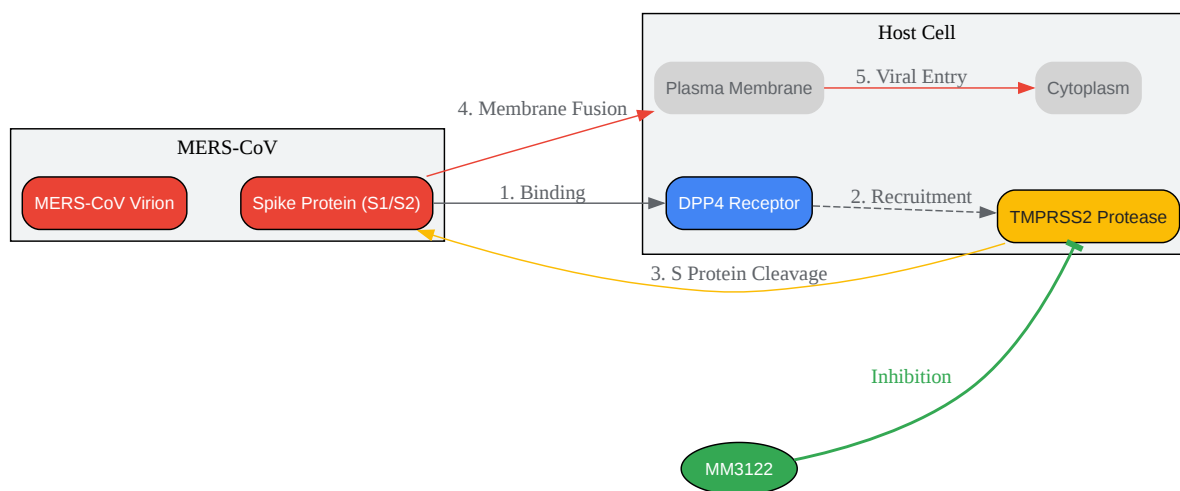 Host Cell
Plasma Membrane
5. Viral Entry
Cytoplasm
4. Membrane Fusion
MERS-CoV
MERS-CoV Virion
Spike Protein (S1/S2)
1. Binding
DPP4 Receptor
2. Recruitment
TMPRSS2 Protease
3. S Protein Cleavage
Inhibition
MM3122